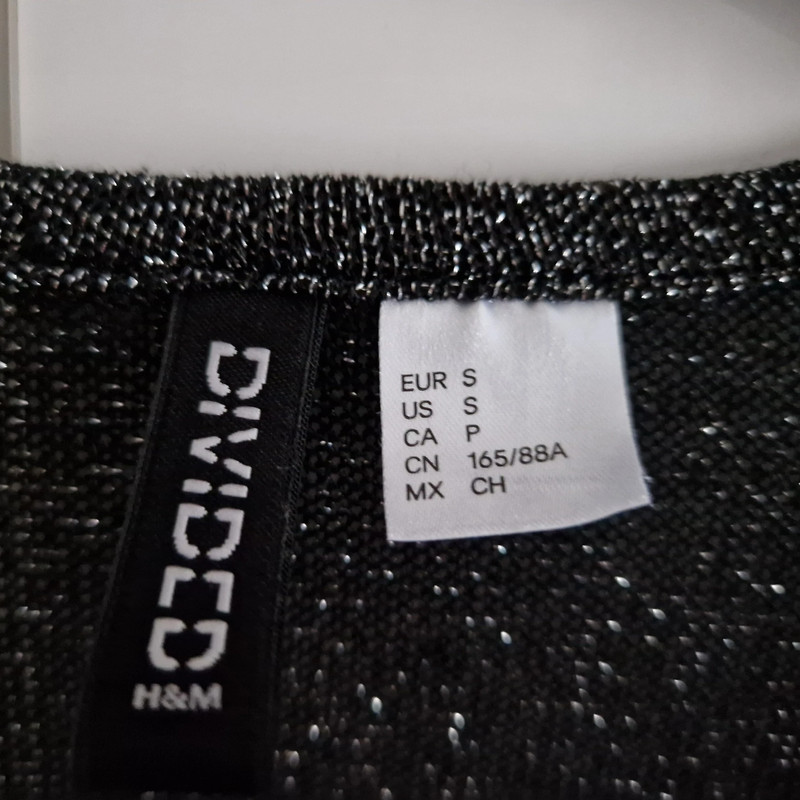 DIVIDED
H&M
EUR S
US S
CA P
CN 165/88A
MX CH